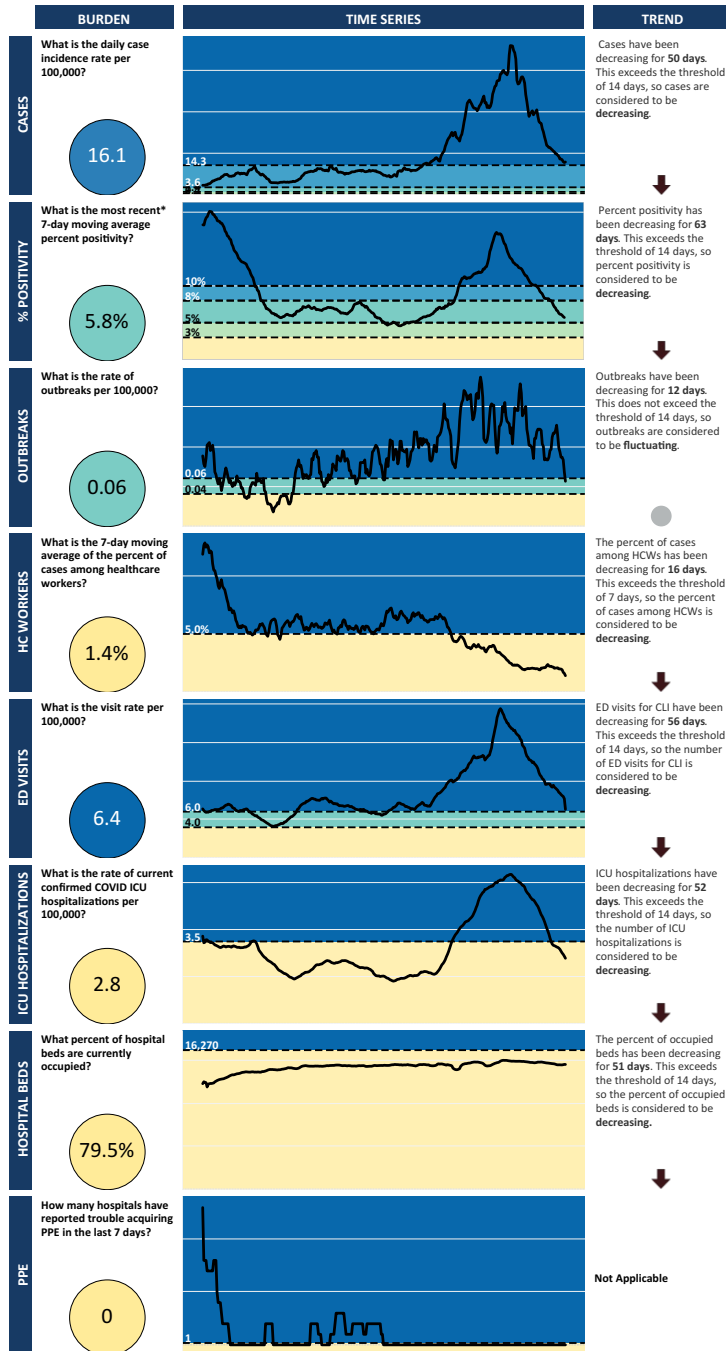 BURDEN
TIME SERIES
TREND
CASES
What is the daily case
incidence rate per
100,000?
16.1
14.3
3.6
Cases have been
decreasing for 50 days.
This exceeds the threshold
of 14 days, so cases are
considered to be
decreasing.
% POSITIVITY
What is the most recent*
7-day moving average
percent positivity?
5.8%
10%
8%
5%
3%
Percent positivity has
been decreasing for 63
days. This exceeds the
threshold of 14 days, so
percent positivity is
considered to be
decreasing.
OUTBREAKS
What is the rate of
outbreaks per 100,000?
0.06
0.06
0.04
Outbreaks have been
decreasing for 12 days.
This does not exceed the
threshold of 14 days, so
outbreaks are considered
to be fluctuating.
HC WORKERS
What is the 7-day moving
average of the percent of
cases among healthcare
workers?
1.4%
5.0%
The percent of cases
among HCWs has been
decreasing for 16 days.
This exceeds the threshold
of 7 days, so the percent
of cases among HCWs is
considered to be
decreasing.
ED VISITS
What is the visit rate per
100,000?
6.4
6.0
4.0
ED visits for CLI have been
decreasing for 56 days.
This exceeds the threshold
of 14 days, so the number
of ED visits for CLI is
considered to be
decreasing.
ICU HOSPITALIZATIONS
What is the rate of current
confirmed COVID ICU
hospitalizations per
100,000?
2.8
3.5
ICU hospitalizations have
been decreasing for 52
days. This exceeds the
threshold of 14 days, so
the number of ICU
hospitalizations is
considered to be
decreasing.
HOSPITAL BEDS
What percent of hospital
beds are currently
occupied?
79.5%
16,270
The percent of occupied
beds has been decreasing
for 51 days. This exceeds
the threshold of 14 days,
so the percent of occupied
beds is considered to be
decreasing.
PPE
How many hospitals have
reported trouble acquiring
PPE in the last 7 days?
0
1
Not Applicable